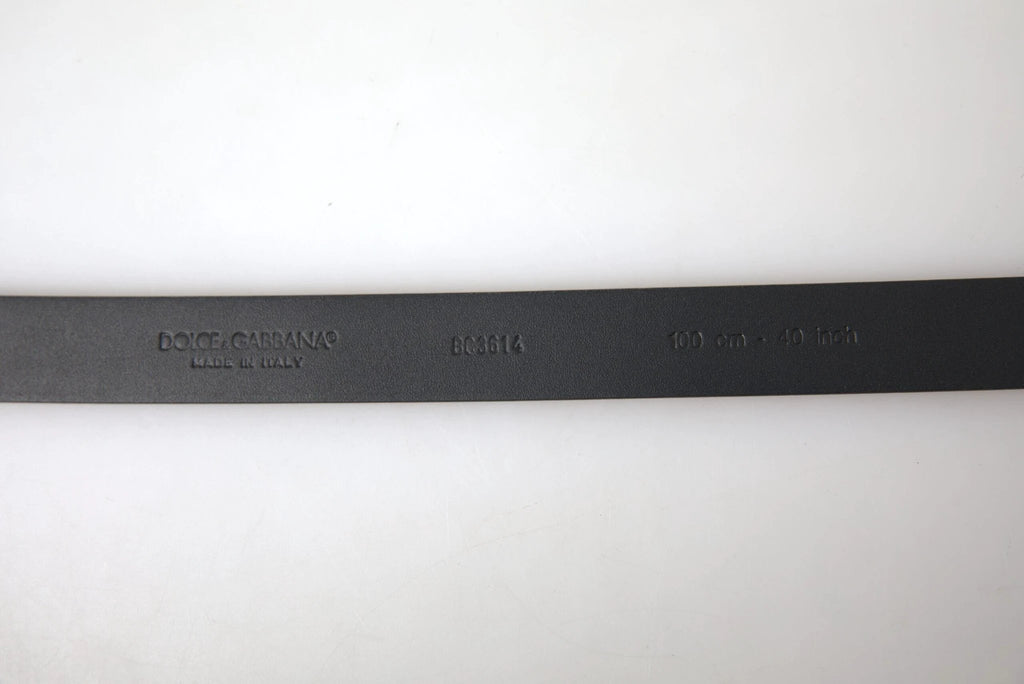 DOLCE & GABBANA®
MADE IN ITALY
BC3614
100 cm - 40 inch